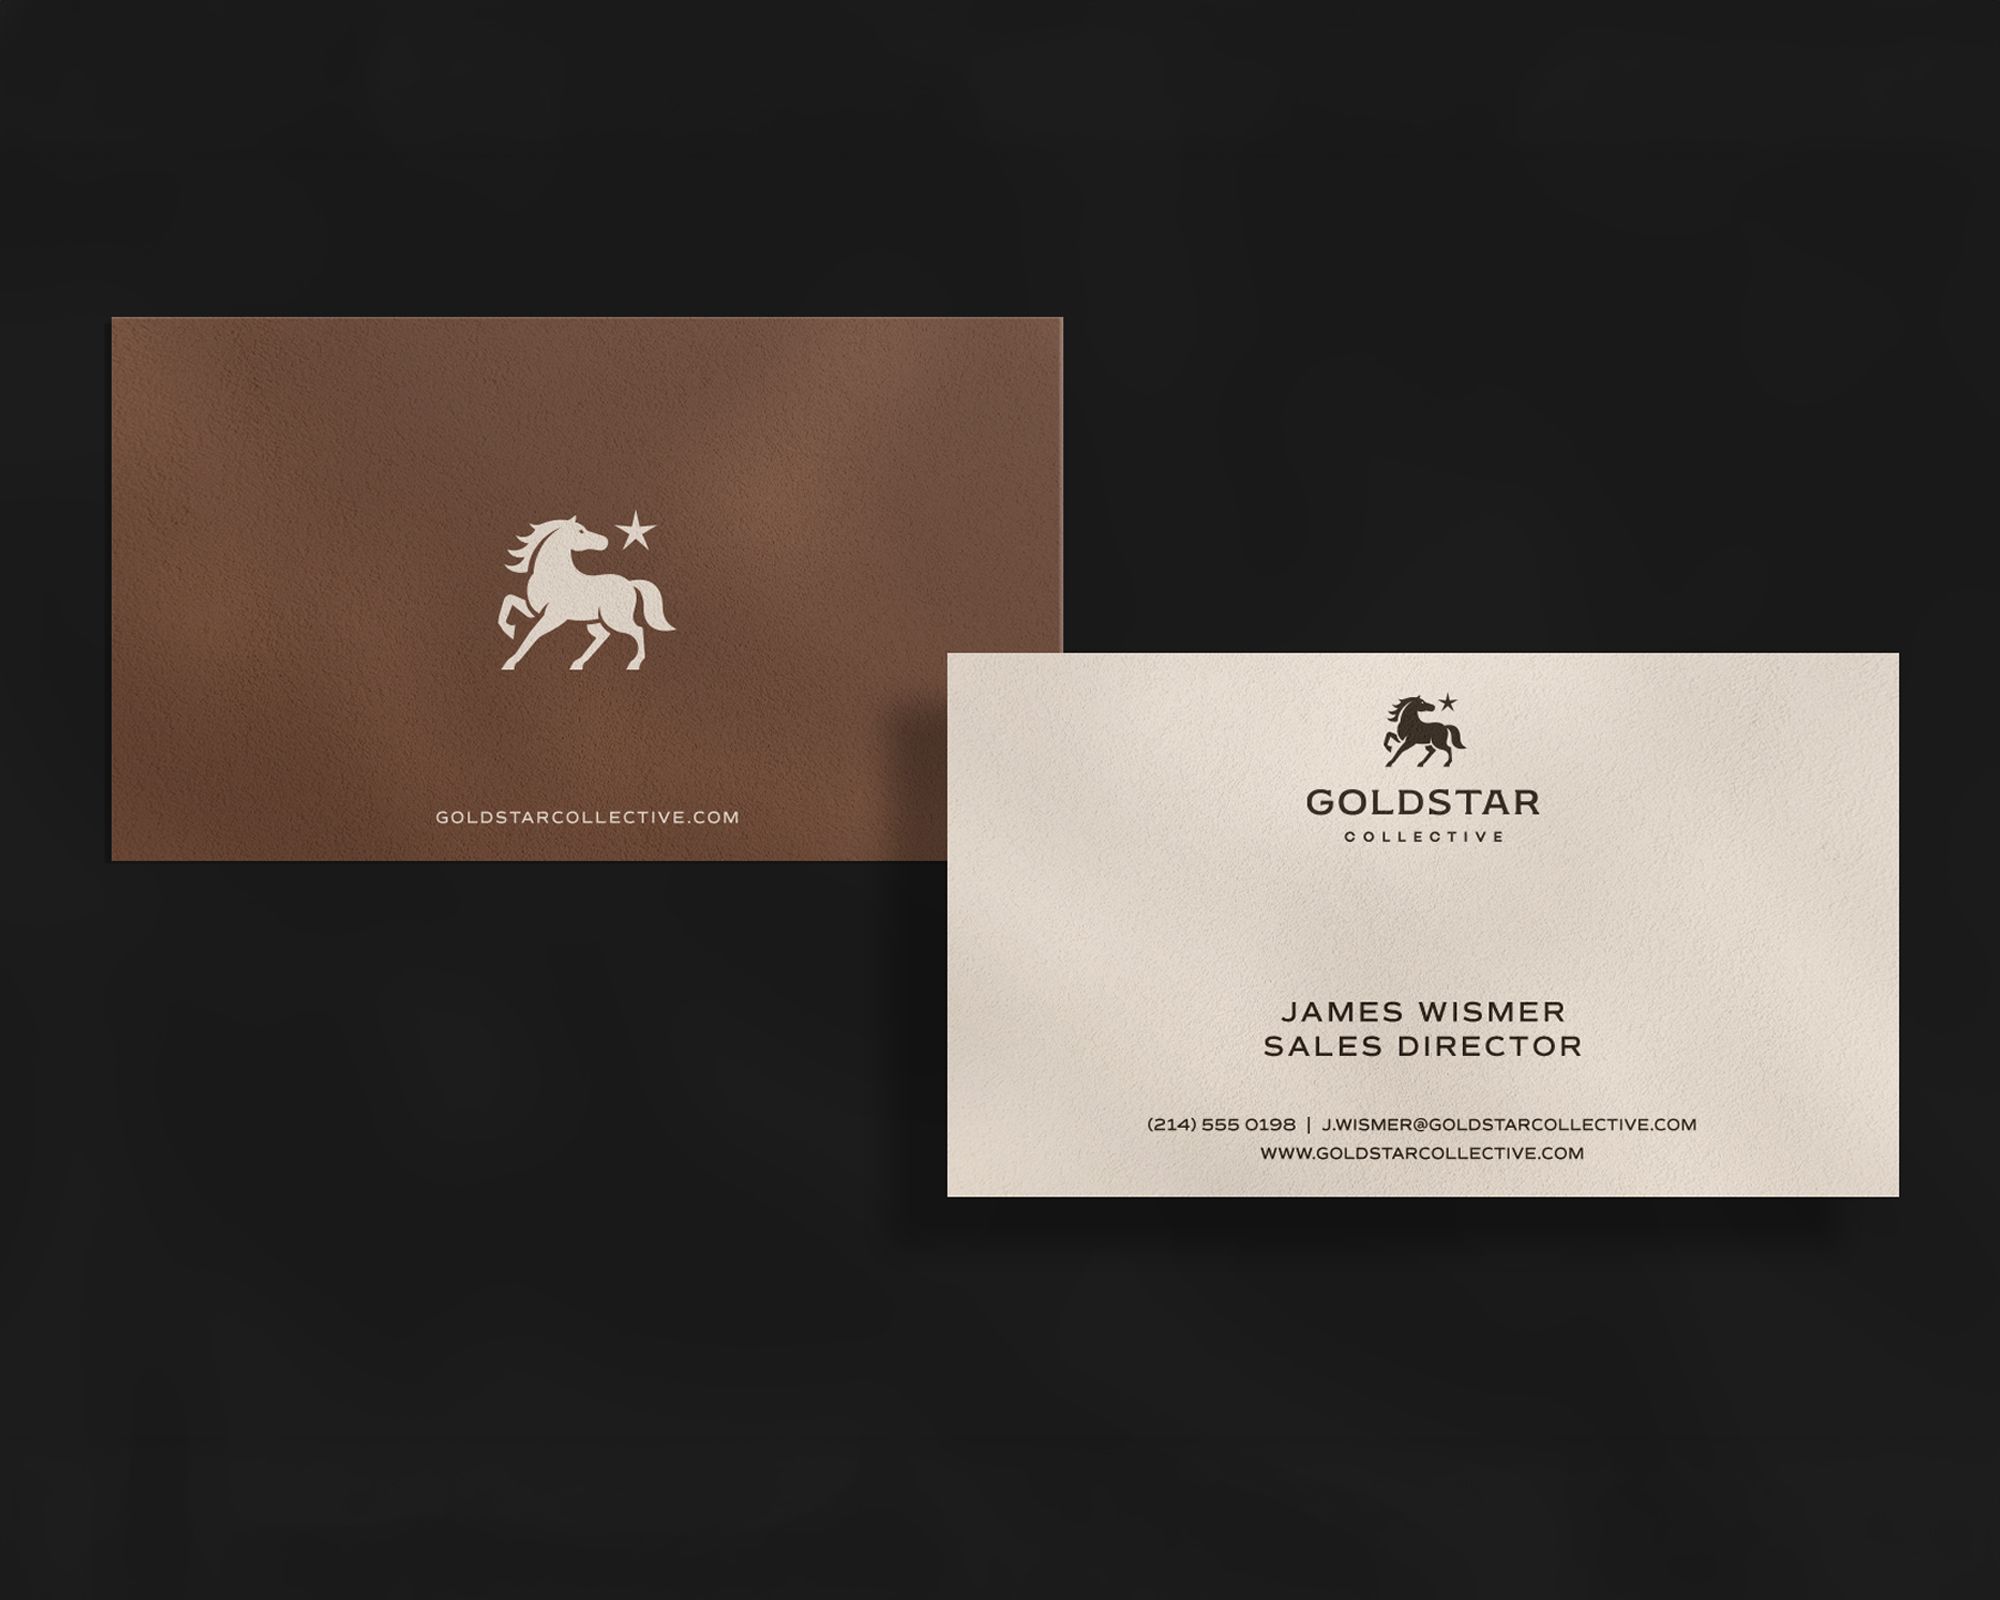 GOLDSTARCOLLECTIVE.COM
GOLDSTAR
COLLECTIVE
JAMES WISMER
SALES DIRECTOR
(214) 555 0198 | J.WISMER@GOLDSTARCOLLECTIVE.COM
WWW.GOLDSTARCOLLECTIVE.COM